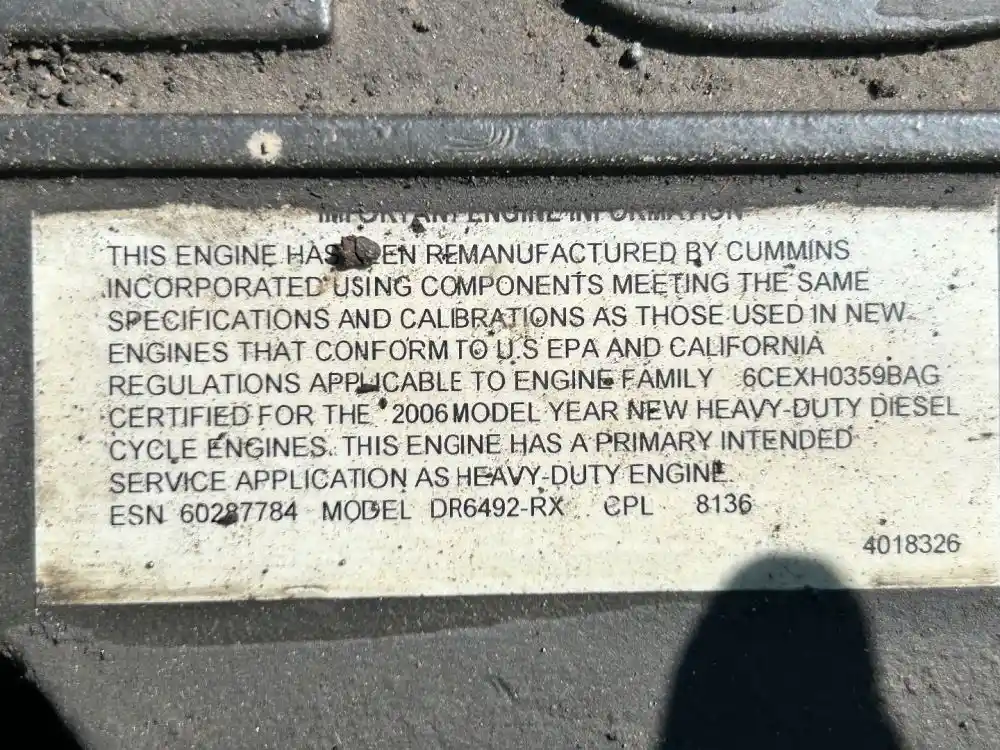 IMPORTANT ENGINE INFORMATION
THIS ENGINE HAS BEEN REMANUFACTURED BY CUMMINS
INCORPORATED USING COMPONENTS MEETING THE SAME
SPECIFICATIONS AND CALIBRATIONS AS THOSE USED IN NEW
ENGINES THAT CONFORM TO U.S EPA AND CALIFORNIA
REGULATIONS APPLICABLE TO ENGINE FAMILY 6CEXH0359BAG
CERTIFIED FOR THE 2006 MODEL YEAR NEW HEAVY-DUTY DIESEL
CYCLE ENGINES. THIS ENGINE HAS A PRIMARY INTENDED
SERVICE APPLICATION AS HEAVY-DUTY ENGINE.
ESN 60287784 MODEL DR6492-RX CPL 8136
4018326